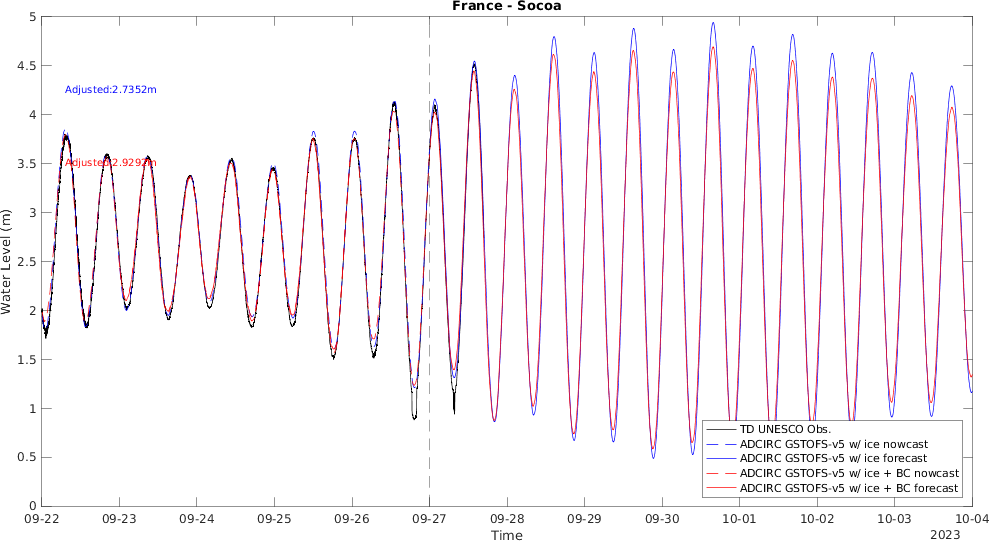 France - Socoa
5
4.5
4
3.5
3
2.5
2
1.5
1
0.5
0
Water Level (m)
Adjusted:2.7352m
Adjusted:2.9292m
TD UNESCO Obs.
ADCIRC GSTOFS-v5 w/ ice nowcast
ADCIRC GSTOFS-v5 w/ ice forecast
ADCIRC GSTOFS-v5 w/ ice + BC nowcast
ADCIRC GSTOFS-v5 w/ ice + BC forecast
09-22 09-23 09-24 09-25 09-26 09-27 09-28 09-29 09-30 10-01 10-02 10-03 10-04
Time
2023